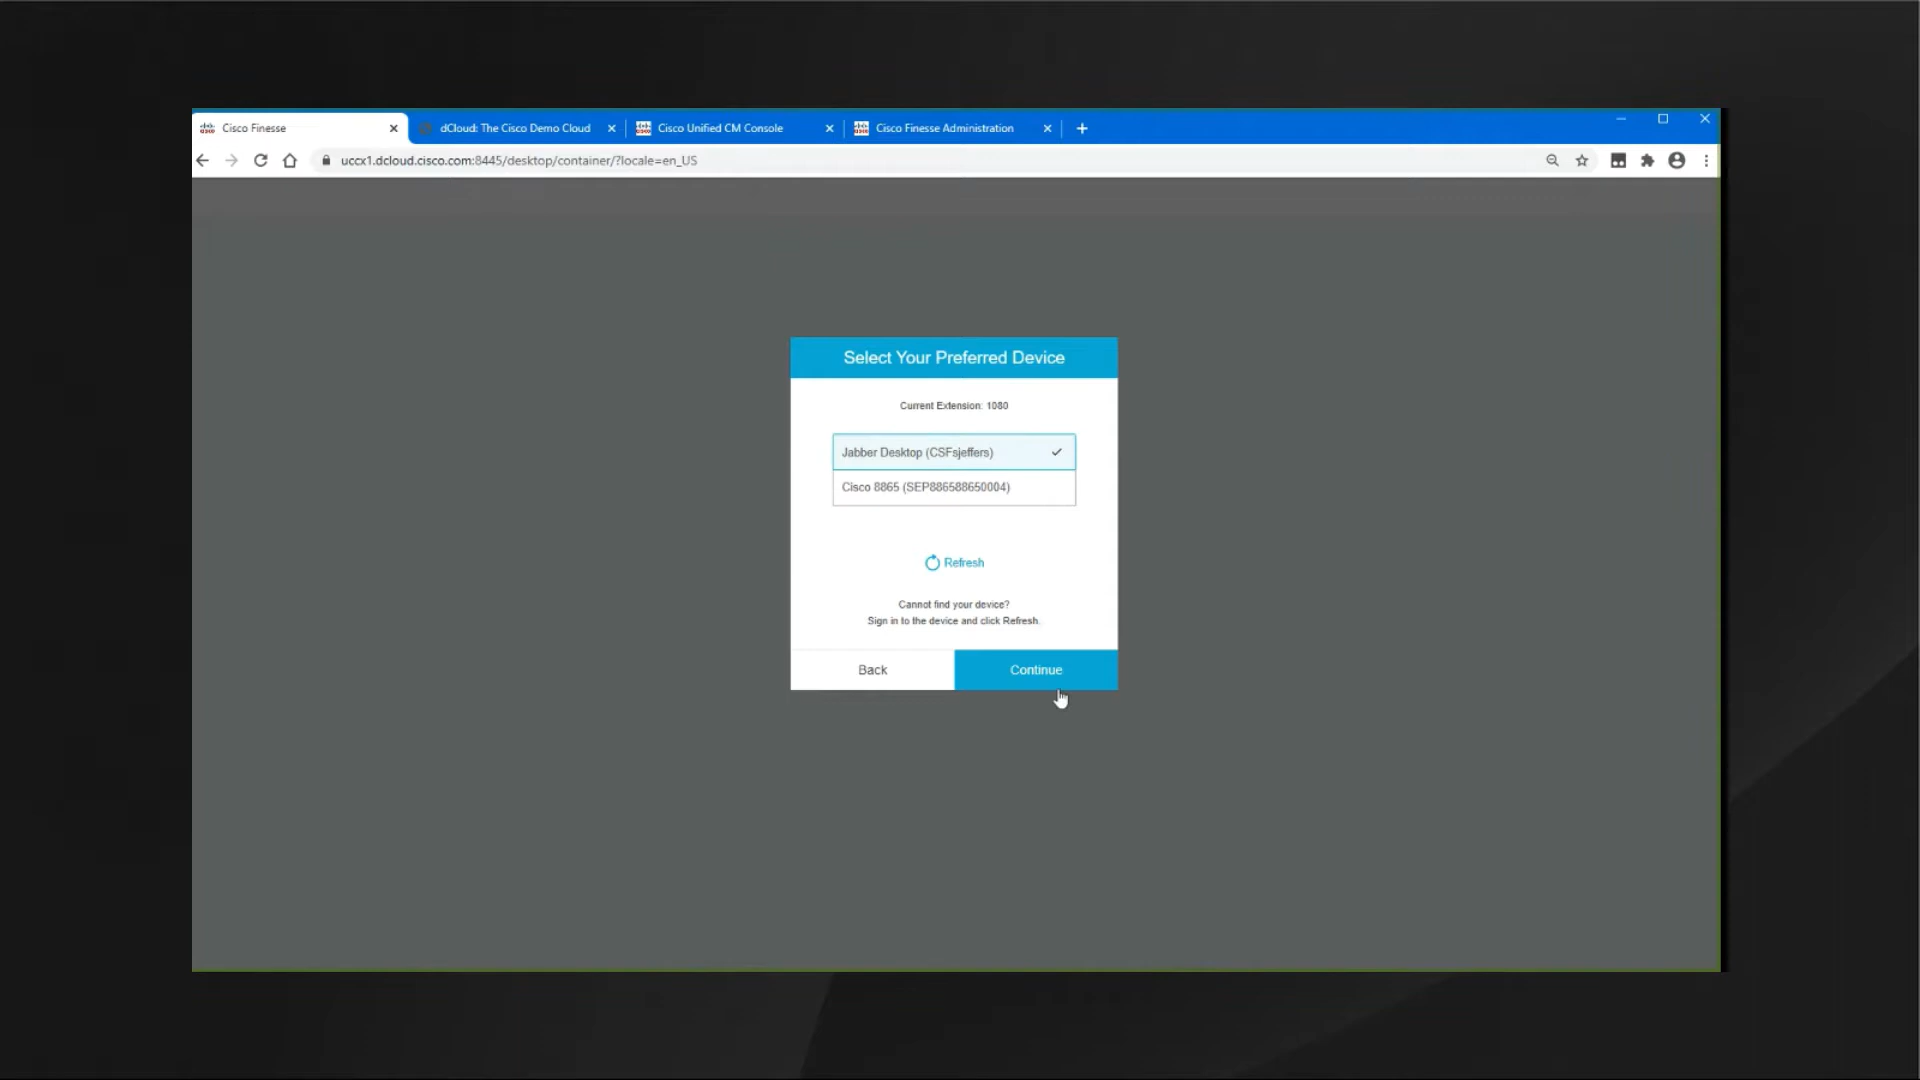 Cisco Finesse
dCloud: The Cisco Demo Cloud
Cisco Unified CM Console
Cisco Finesse Administration
uccx1.dcloud.cisco.com:8445/desktop/container/?locale=en_US
Select Your Preferred Device
Current Extension: 1080
Jabber Desktop (CSFsjeffers)
Cisco 8865 (SEP886588650004)
Refresh
Cannot find your device?
Sign in to the device and click Refresh.
Back
Continue